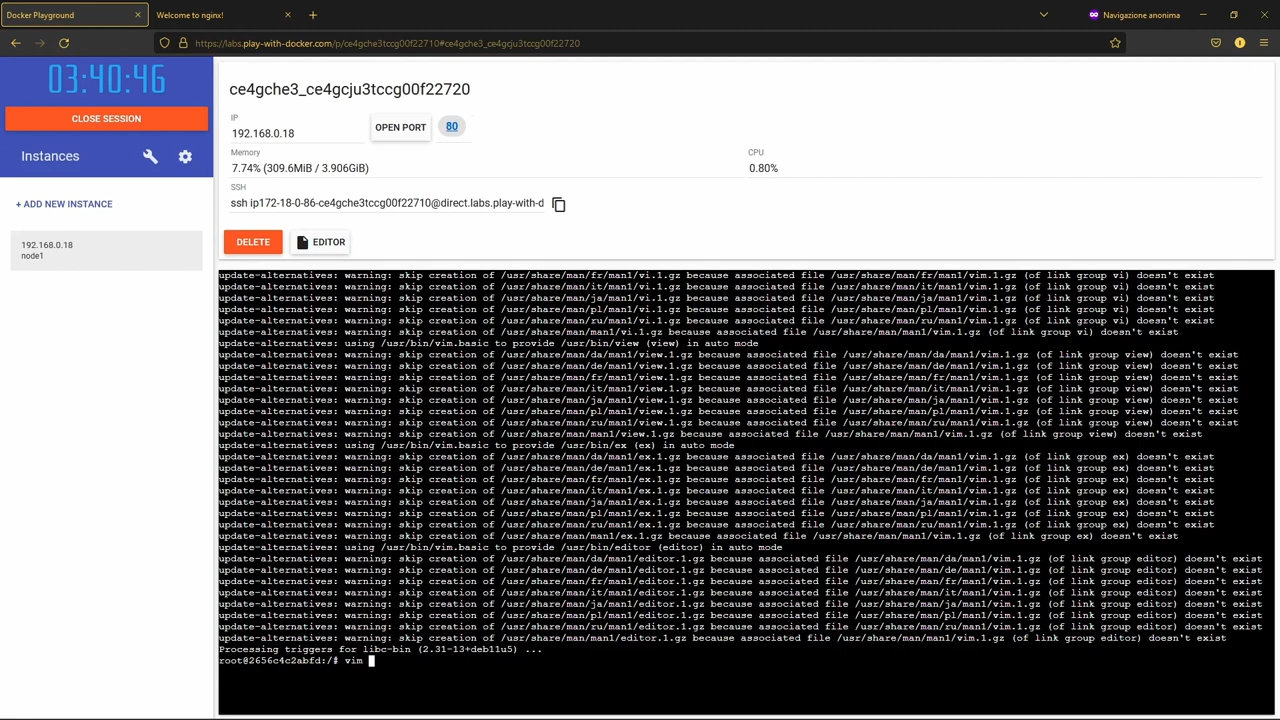 Docker Playground
Welcome to nginx!
Navigazione anonima
https://labs.play-with-docker.com/p/ce4gche3tccg00f22710#ce4gche3_ce4gcju3tccg00f22720
03:40:46
CLOSE SESSION
Instances
+ ADD NEW INSTANCE
192.168.0.18
node1
ce4gche3_ce4gcju3tccg00f22720
IP
192.168.0.18
OPEN PORT
80
Memory
7.74% (309.6MiB / 3.906GiB)
CPU
0.80%
SSH
ssh ip172-18-0-86-ce4gche3tccg00f22710@direct.labs.play-with-d
DELETE
EDITOR
update-alternatives: warning: skip creation of /usr/share/man/fr/man1/vi.1.gz because associated file /usr/share/man/fr/man1/vim.1.gz (of link group vi) doesn't exist
update-alternatives: warning: skip creation of /usr/share/man/it/man1/vi.1.gz because associated file /usr/share/man/it/man1/vim.1.gz (of link group vi) doesn't exist
update-alternatives: warning: skip creation of /usr/share/man/ja/man1/vi.1.gz because associated file /usr/share/man/ja/man1/vim.1.gz (of link group vi) doesn't exist
update-alternatives: warning: skip creation of /usr/share/man/pl/man1/vi.1.gz because associated file /usr/share/man/pl/man1/vim.1.gz (of link group vi) doesn't exist
update-alternatives: warning: skip creation of /usr/share/man/ru/man1/vi.1.gz because associated file /usr/share/man/ru/man1/vim.1.gz (of link group vi) doesn't exist
update-alternatives: warning: skip creation of /usr/share/man/man1/vi.1.gz because associated file /usr/share/man/man1/vim.1.gz (of link group vi) doesn't exist
update-alternatives: using /usr/bin/vim.basic to provide /usr/bin/view (view) in auto mode
update-alternatives: warning: skip creation of /usr/share/man/da/man1/view.1.gz because associated file /usr/share/man/da/man1/vim.1.gz (of link group view) doesn't exist
update-alternatives: warning: skip creation of /usr/share/man/de/man1/view.1.gz because associated file /usr/share/man/de/man1/vim.1.gz (of link group view) doesn't exist
update-alternatives: warning: skip creation of /usr/share/man/fr/man1/view.1.gz because associated file /usr/share/man/fr/man1/vim.1.gz (of link group view) doesn't exist
update-alternatives: warning: skip creation of /usr/share/man/it/man1/view.1.gz because associated file /usr/share/man/it/man1/vim.1.gz (of link group view) doesn't exist
update-alternatives: warning: skip creation of /usr/share/man/ja/man1/view.1.gz because associated file /usr/share/man/ja/man1/vim.1.gz (of link group view) doesn't exist
update-alternatives: warning: skip creation of /usr/share/man/pl/man1/view.1.gz because associated file /usr/share/man/pl/man1/vim.1.gz (of link group view) doesn't exist
update-alternatives: warning: skip creation of /usr/share/man/ru/man1/view.1.gz because associated file /usr/share/man/ru/man1/vim.1.gz (of link group view) doesn't exist
update-alternatives: warning: skip creation of /usr/share/man/man1/view.1.gz because associated file /usr/share/man/man1/vim.1.gz (of link group view) doesn't exist
update-alternatives: using /usr/bin/vim.basic to provide /usr/bin/ex (ex) in auto mode
update-alternatives: warning: skip creation of /usr/share/man/da/man1/ex.1.gz because associated file /usr/share/man/da/man1/vim.1.gz (of link group ex) doesn't exist
update-alternatives: warning: skip creation of /usr/share/man/de/man1/ex.1.gz because associated file /usr/share/man/de/man1/vim.1.gz (of link group ex) doesn't exist
update-alternatives: warning: skip creation of /usr/share/man/fr/man1/ex.1.gz because associated file /usr/share/man/fr/man1/vim.1.gz (of link group ex) doesn't exist
update-alternatives: warning: skip creation of /usr/share/man/it/man1/ex.1.gz because associated file /usr/share/man/it/man1/vim.1.gz (of link group ex) doesn't exist
update-alternatives: warning: skip creation of /usr/share/man/ja/man1/ex.1.gz because associated file /usr/share/man/ja/man1/vim.1.gz (of link group ex) doesn't exist
update-alternatives: warning: skip creation of /usr/share/man/pl/man1/ex.1.gz because associated file /usr/share/man/pl/man1/vim.1.gz (of link group ex) doesn't exist
update-alternatives: warning: skip creation of /usr/share/man/ru/man1/ex.1.gz because associated file /usr/share/man/ru/man1/vim.1.gz (of link group ex) doesn't exist
update-alternatives: warning: skip creation of /usr/share/man/man1/ex.1.gz because associated file /usr/share/man/man1/vim.1.gz (of link group ex) doesn't exist
update-alternatives: using /usr/bin/vim.basic to provide /usr/bin/editor (editor) in auto mode
update-alternatives: warning: skip creation of /usr/share/man/da/man1/editor.1.gz because associated file /usr/share/man/da/man1/vim.1.gz (of link group editor) doesn't exist
update-alternatives: warning: skip creation of /usr/share/man/de/man1/editor.1.gz because associated file /usr/share/man/de/man1/vim.1.gz (of link group editor) doesn't exist
update-alternatives: warning: skip creation of /usr/share/man/fr/man1/editor.1.gz because associated file /usr/share/man/fr/man1/vim.1.gz (of link group editor) doesn't exist
update-alternatives: warning: skip creation of /usr/share/man/it/man1/editor.1.gz because associated file /usr/share/man/it/man1/vim.1.gz (of link group editor) doesn't exist
update-alternatives: warning: skip creation of /usr/share/man/ja/man1/editor.1.gz because associated file /usr/share/man/ja/man1/vim.1.gz (of link group editor) doesn't exist
update-alternatives: warning: skip creation of /usr/share/man/pl/man1/editor.1.gz because associated file /usr/share/man/pl/man1/vim.1.gz (of link group editor) doesn't exist
update-alternatives: warning: skip creation of /usr/share/man/ru/man1/editor.1.gz because associated file /usr/share/man/ru/man1/vim.1.gz (of link group editor) doesn't exist
update-alternatives: warning: skip creation of /usr/share/man/man1/editor.1.gz because associated file /usr/share/man/man1/vim.1.gz (of link group editor) doesn't exist
Processing triggers for libc-bin (2.31-13+deb11u5) ...
root@2656c4c2abfd:/# vim